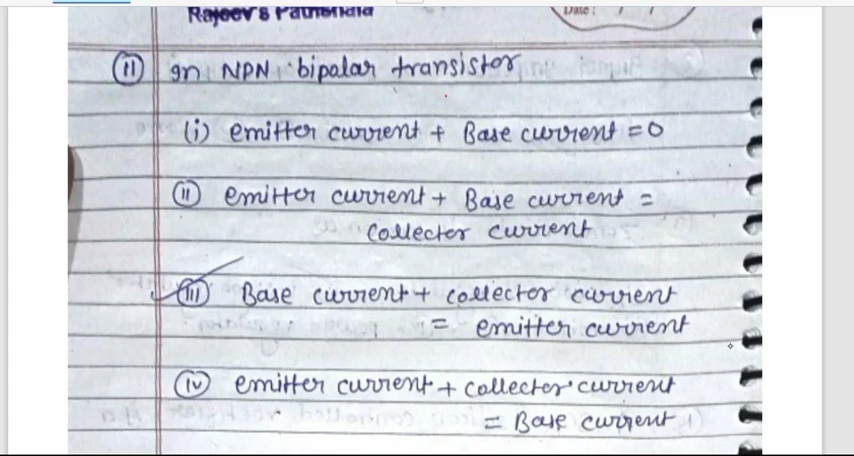 Rajeev's Pathshala
Date: / /
(11) In NPN bipolar transistor
(i) emitter current + Base current = 0
(ii) emitter current + Base current =
collector current
(iii) Base current + collector current
= emitter current
(iv) emitter current + collector current
= Base current